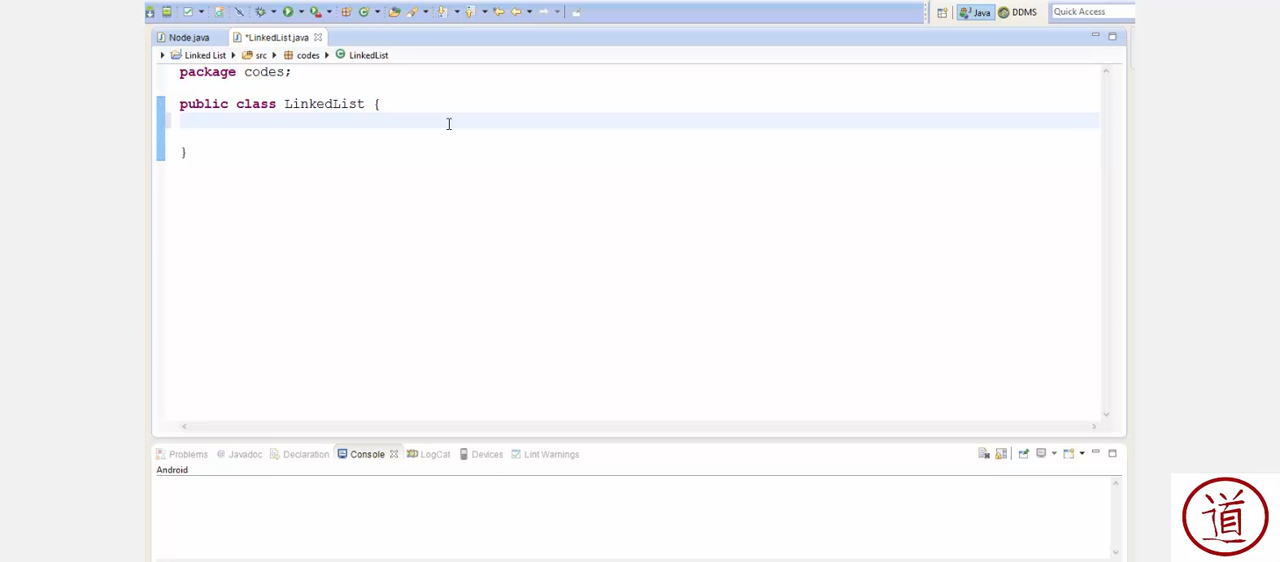 Java DDMS Quick Access
Node.java *LinkedList.java
Linked List src codes LinkedList
package codes;
public class LinkedList {
}
Problems Javadoc Declaration Console LogCat Devices Lint Warnings
Android
道